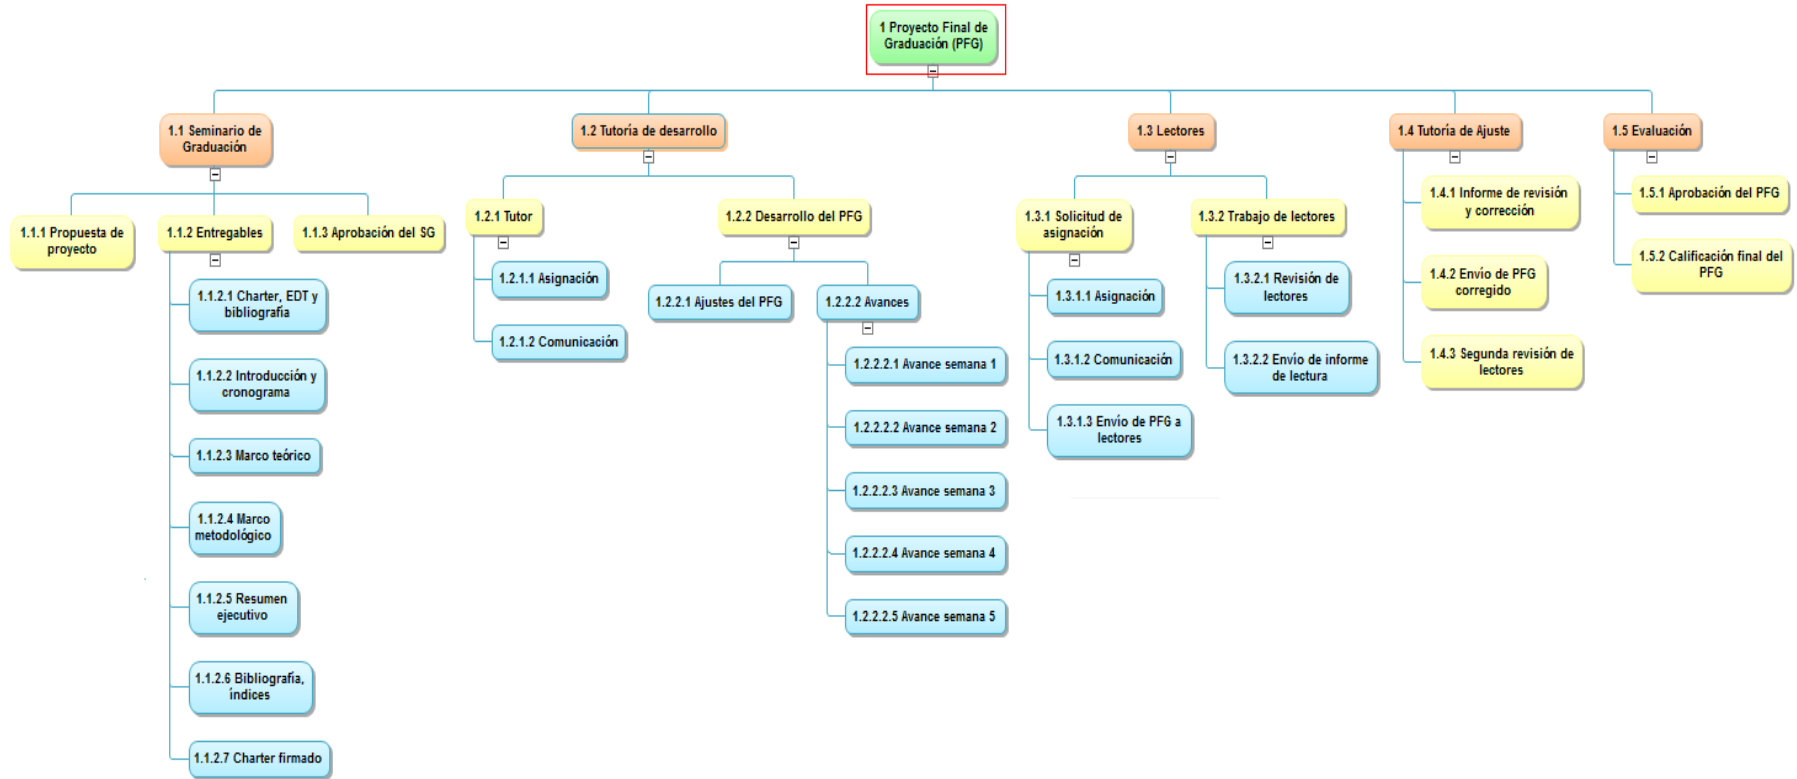 1 Proyecto Final de
Graduación (PFG)
1.1 Seminario de
Graduación
1.1.1 Propuesta de
proyecto
1.1.2 Entregables
1.1.2.1 Charter, EDT y
bibliografía
1.1.2.2 Introducción y
cronograma
1.1.2.3 Marco teórico
1.1.2.4 Marco
metodológico
1.1.2.5 Resumen
ejecutivo
1.1.2.6 Bibliografía,
índices
1.1.2.7 Charter firmado
1.1.3 Aprobación del SG
1.2 Tutoría de desarrollo
1.2.1 Tutor
1.2.1.1 Asignación
1.2.1.2 Comunicación
1.2.2 Desarrollo del PFG
1.2.2.1 Ajustes del PFG
1.2.2.2 Avances
1.2.2.2.1 Avance semana 1
1.2.2.2.2 Avance semana 2
1.2.2.2.3 Avance semana 3
1.2.2.2.4 Avance semana 4
1.2.2.2.5 Avance semana 5
1.3 Lectores
1.3.1 Solicitud de
asignación
1.3.1.1 Asignación
1.3.1.2 Comunicación
1.3.1.3 Envío de PFG a
lectores
1.3.2 Trabajo de lectores
1.3.2.1 Revisión de
lectores
1.3.2.2 Envío de informe
de lectura
1.4 Tutoría de Ajuste
1.4.1 Informe de revisión
y corrección
1.4.2 Envío de PFG
corregido
1.4.3 Segunda revisión de
lectores
1.5 Evaluación
1.5.1 Aprobación del PFG
1.5.2 Calificación final del
PFG